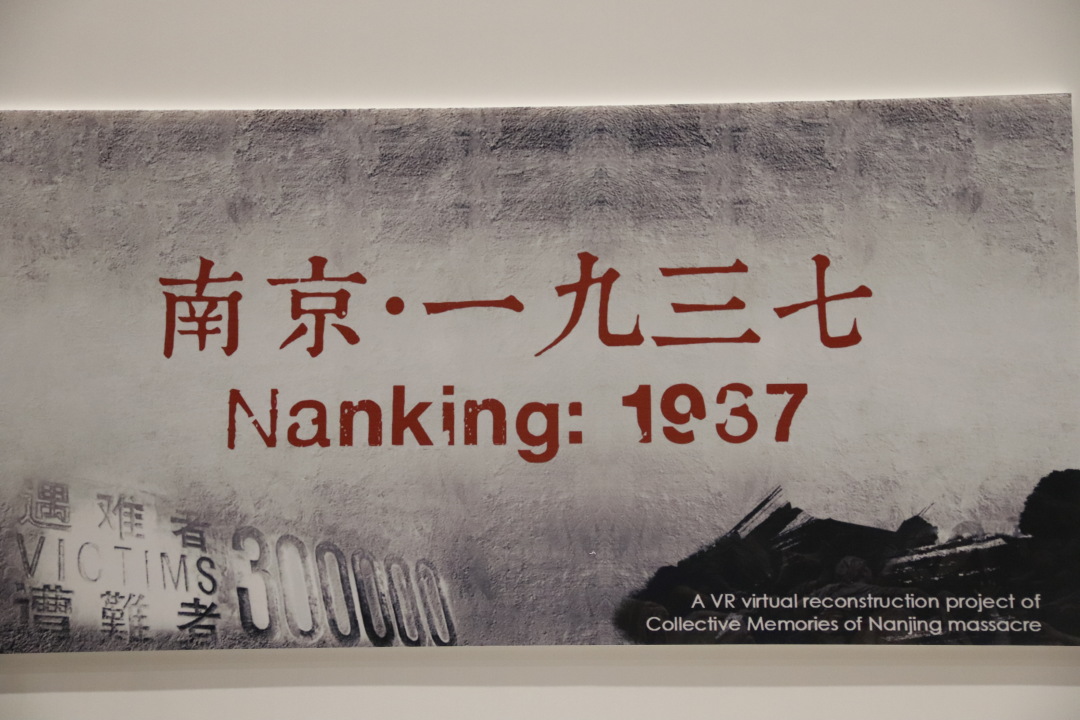 南京·一九三七
Nanking: 1937
遇难者
VICTIMS 300000
遭難者
A VR virtual reconstruction project of
Collective Memories of Nanjing massacre